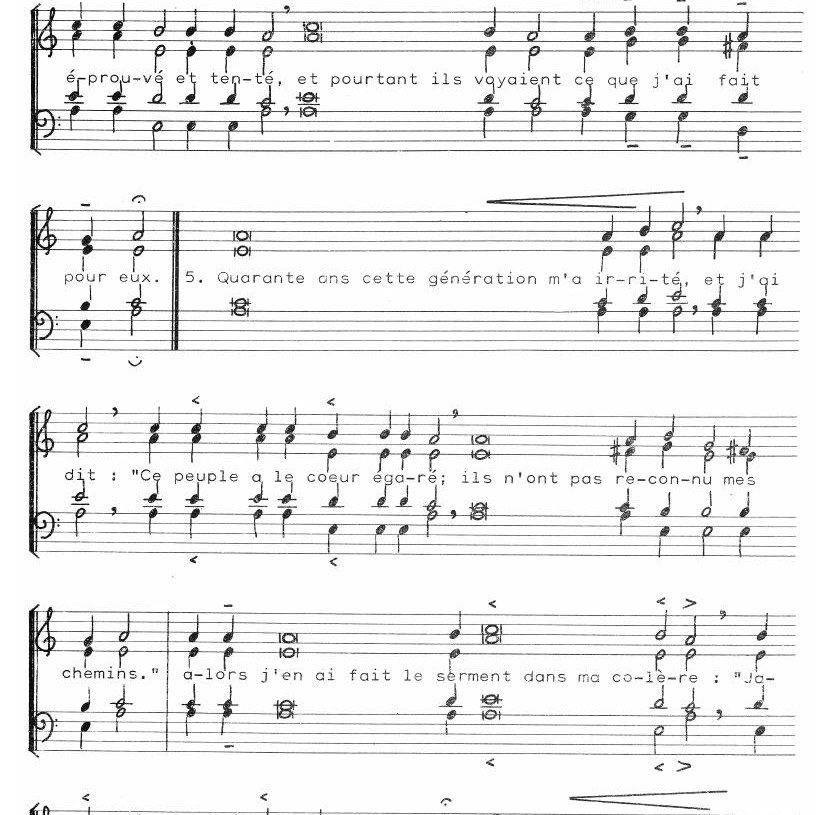 é-prou-vé et ten-té, et pourtant ils voyaient ce que j'ai fait
pour eux. 5. Quarante ans cette génération m'a ir-ri-té, et j'ai
dit : "Ce peuple a le coeur éga-ré; ils n'ont pas re-con-nu mes
chemins." a-lors j'en ai fait le serment dans ma co-lè-re : "Ja-